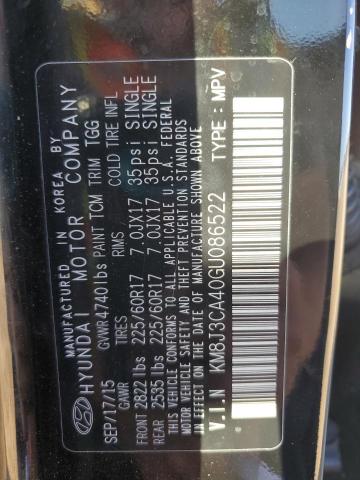 MANUFACTURED IN KOREA BY
HYUNDAI MOTOR COMPANY
SEP/17/15 GVWR4740lbs PAINT TCM TRIM TGG
GAWR TIRES RIMS COLD TIRE INFL
FRONT 2822 lbs 225/60R17 7.0JX17 35psi SINGLE
REAR 2535 lbs 225/60R17 7.0JX17 35psi SINGLE
THIS VEHICLE CONFORMS TO ALL APPLICABLE U.S.A. FEDERAL
MOTOR VEHICLE SAFETY, BUMPER, AND THEFT PREVENTION
STANDARDS IN EFFECT ON THE DATE OF
MANUFACTURE SHOWN ABOVE.
V.I.N KM8J3CA40GU086522 TYPE: MPV